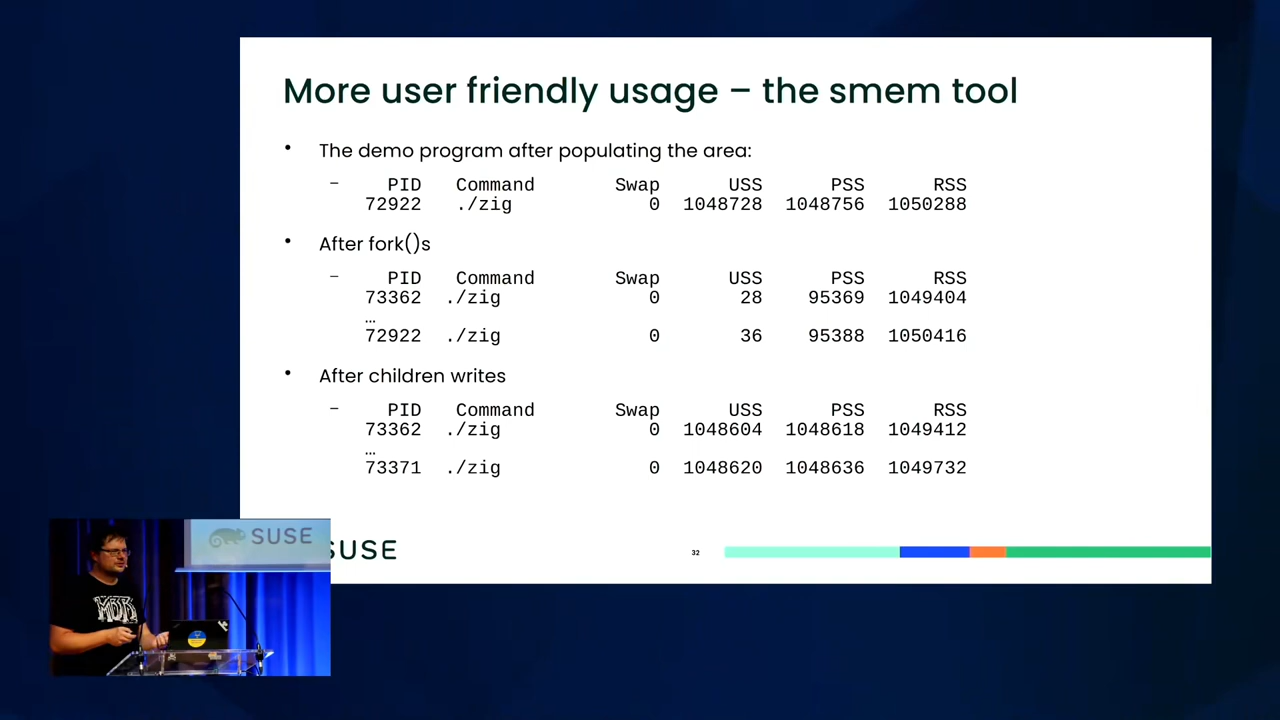 More user friendly usage – the smem tool
• The demo program after populating the area:
– PID Command Swap USS PSS RSS
72922 ./zig 0 1048728 1048756 1050288
• After fork()s
– PID Command Swap USS PSS RSS
73362 ./zig 0 28 95369 1049404
…
72922 ./zig 0 36 95388 1050416
• After children writes
– PID Command Swap USS PSS RSS
73362 ./zig 0 1048604 1048618 1049412
…
73371 ./zig 0 1048620 1048636 1049732
SUSE
SUSE
32